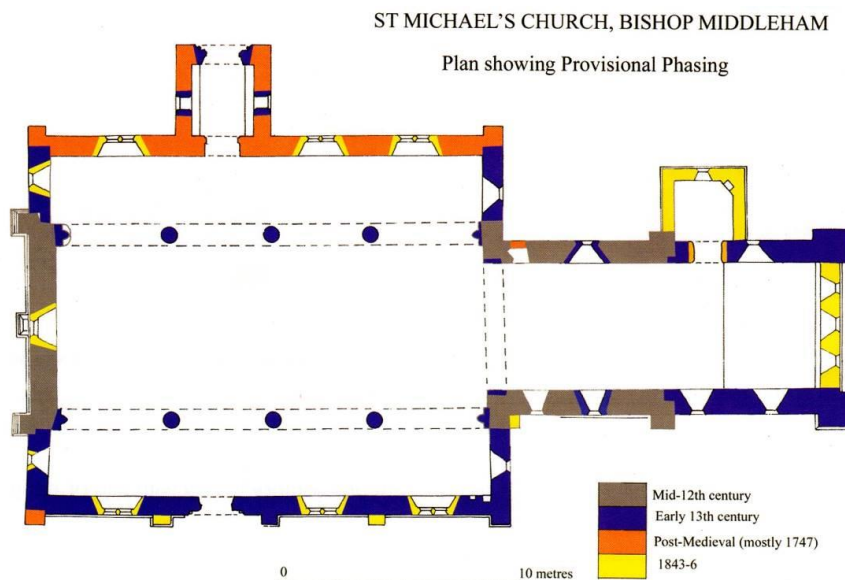 ST MICHAEL'S CHURCH, BISHOP MIDDLEHAM
Plan showing Provisional Phasing
Mid-12th century
Early 13th century
Post-Medieval (mostly 1747)
1843-6
0 10 metres